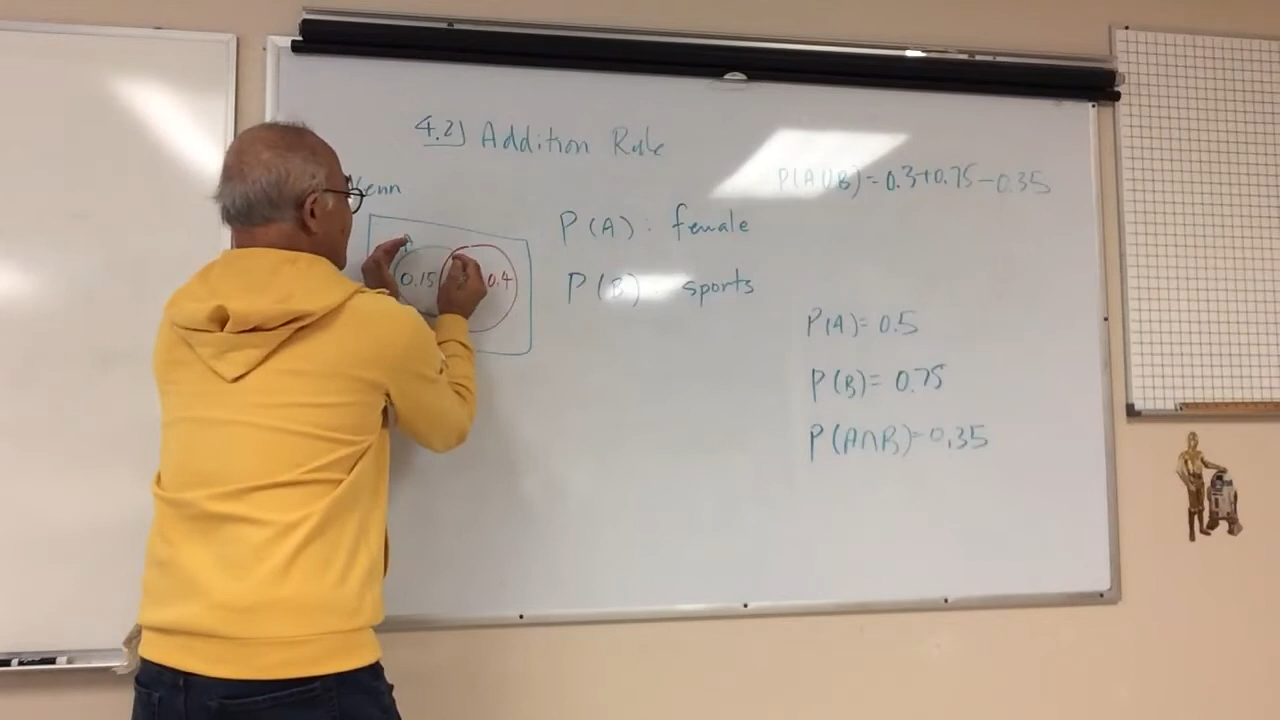 4.2) Addition Rule
P(A∪B)=0.3+0.75-0.35
P(A): female
0.15
0.4
P(B) sports
P(A)= 0.5
P(B)= 0.75
P(A∩B)=0.35